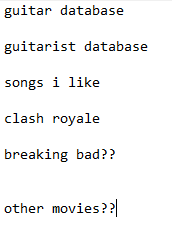 guitar database
guitarist database
songs i like
clash royale
breaking bad??
other movies??